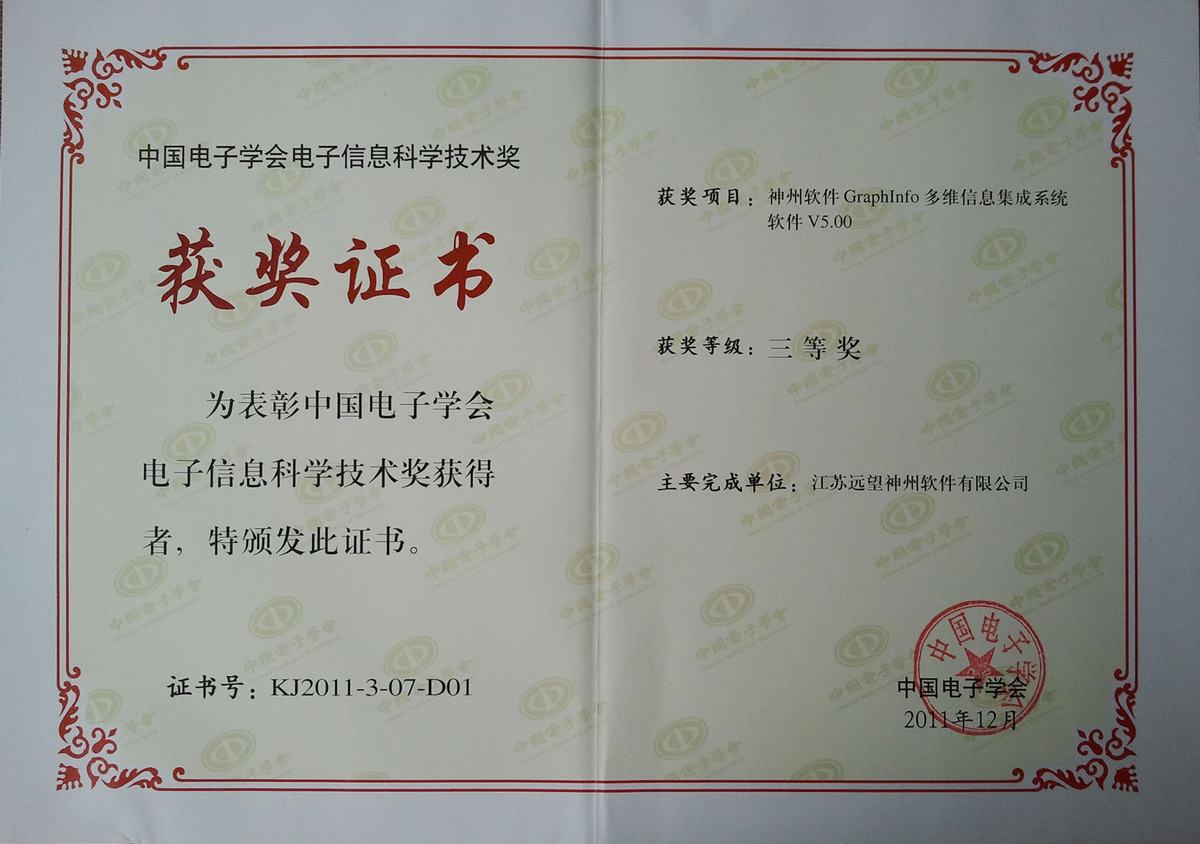 中国电子学会电子信息科学技术奖
获奖证书
为表彰中国电子学会
电子信息科学技术奖获得
者，特颁发此证书。
证书号：KJ2011-3-07-D01
获奖项目：神州软件 GraphInfo 多维信息集成系统
软件 V5.00
获奖等级：三等奖
主要完成单位：江苏远望神州软件有限公司
中国电子学会
中国电子学会
2011年12月